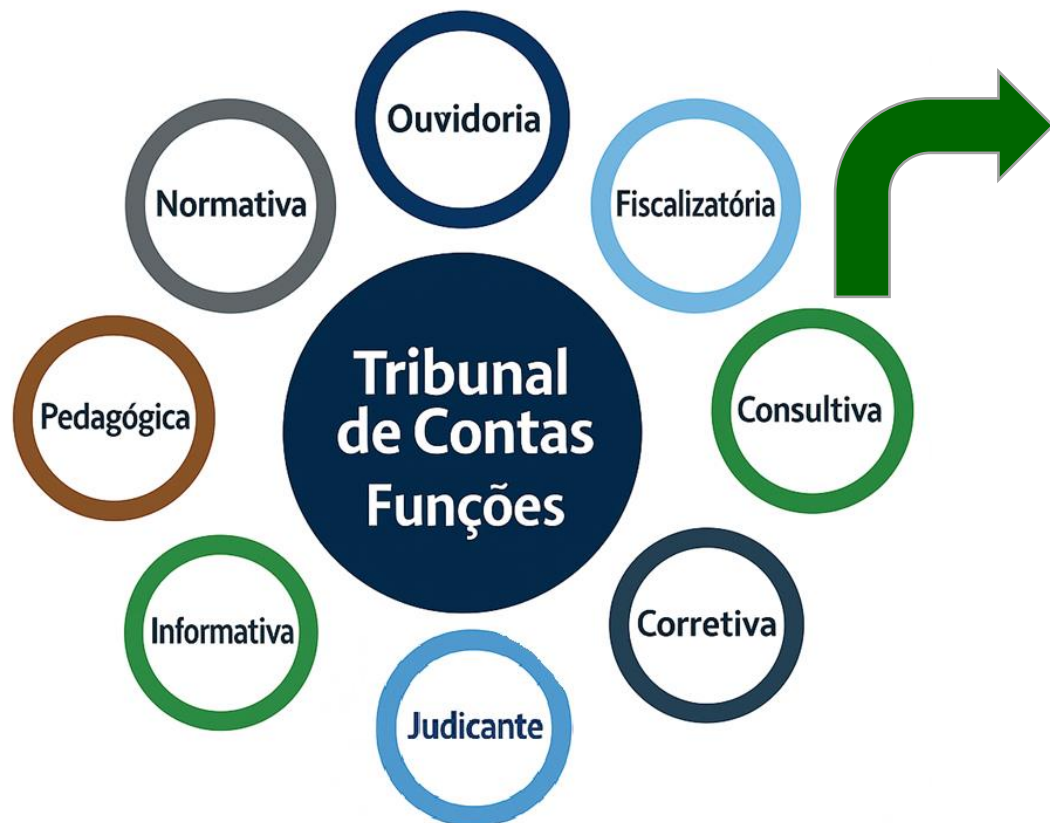 Ouvidoria
Normativa
Fiscalizatória
Tribunal
de Contas
Funções
Pedagógica
Consultiva
Informativa
Corretiva
Judicante